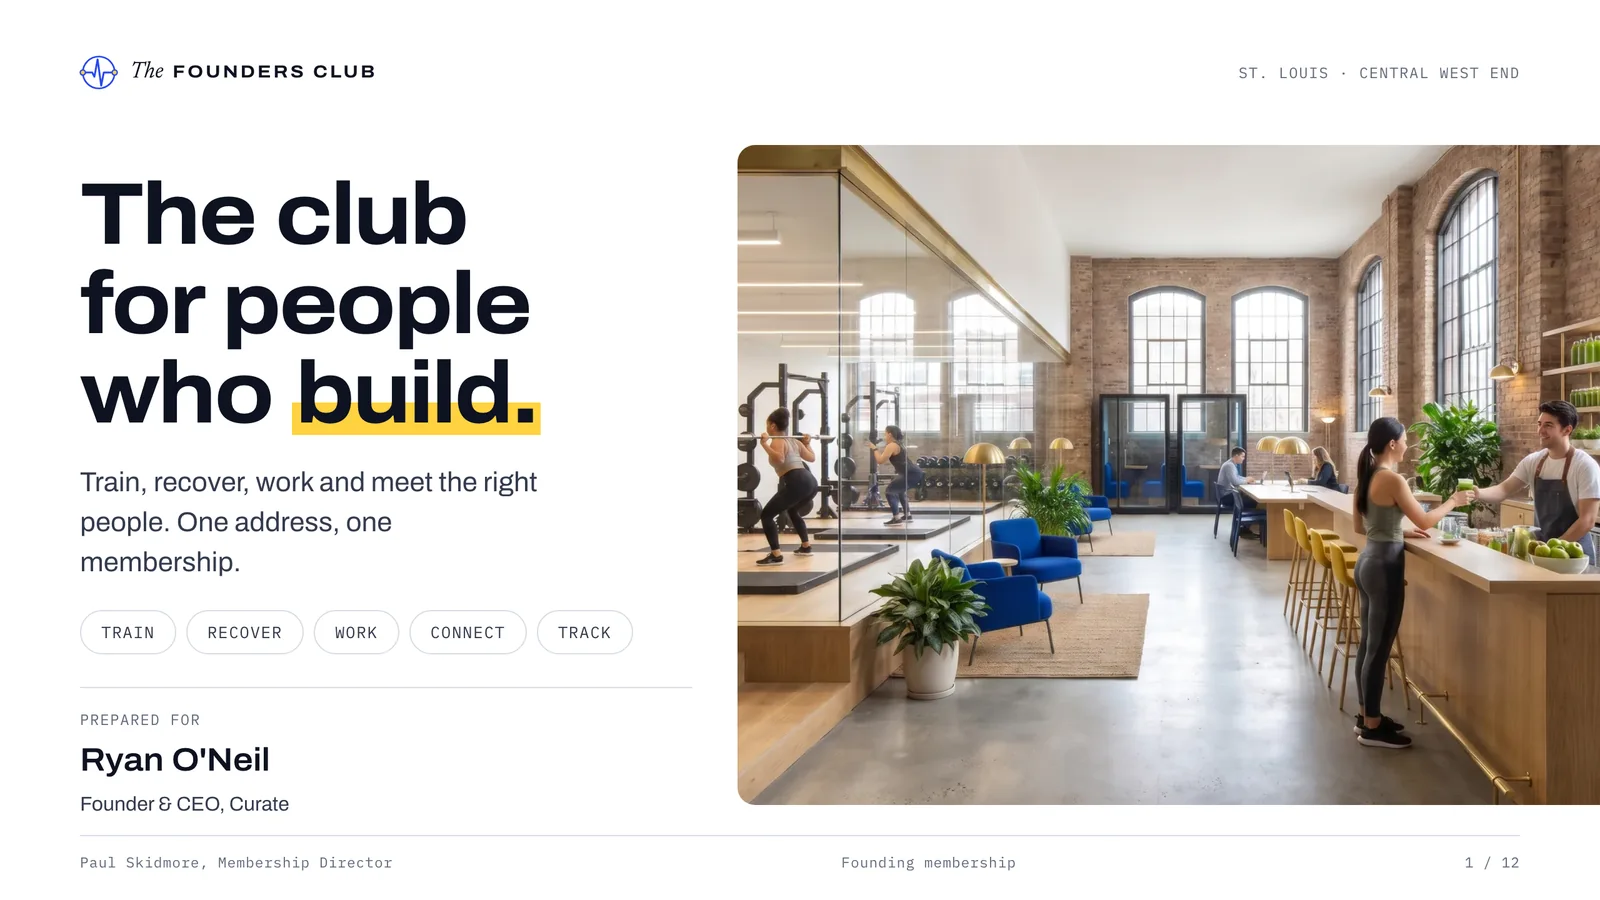 The FOUNDERS CLUB
ST. LOUIS · CENTRAL WEST END
The club
for people
who build.
Train, recover, work and meet the right
people. One address, one
membership.
TRAIN
RECOVER
WORK
CONNECT
TRACK
PREPARED FOR
Ryan O'Neil
Founder & CEO, Curate
Paul Skidmore, Membership Director
Founding membership
1 / 12